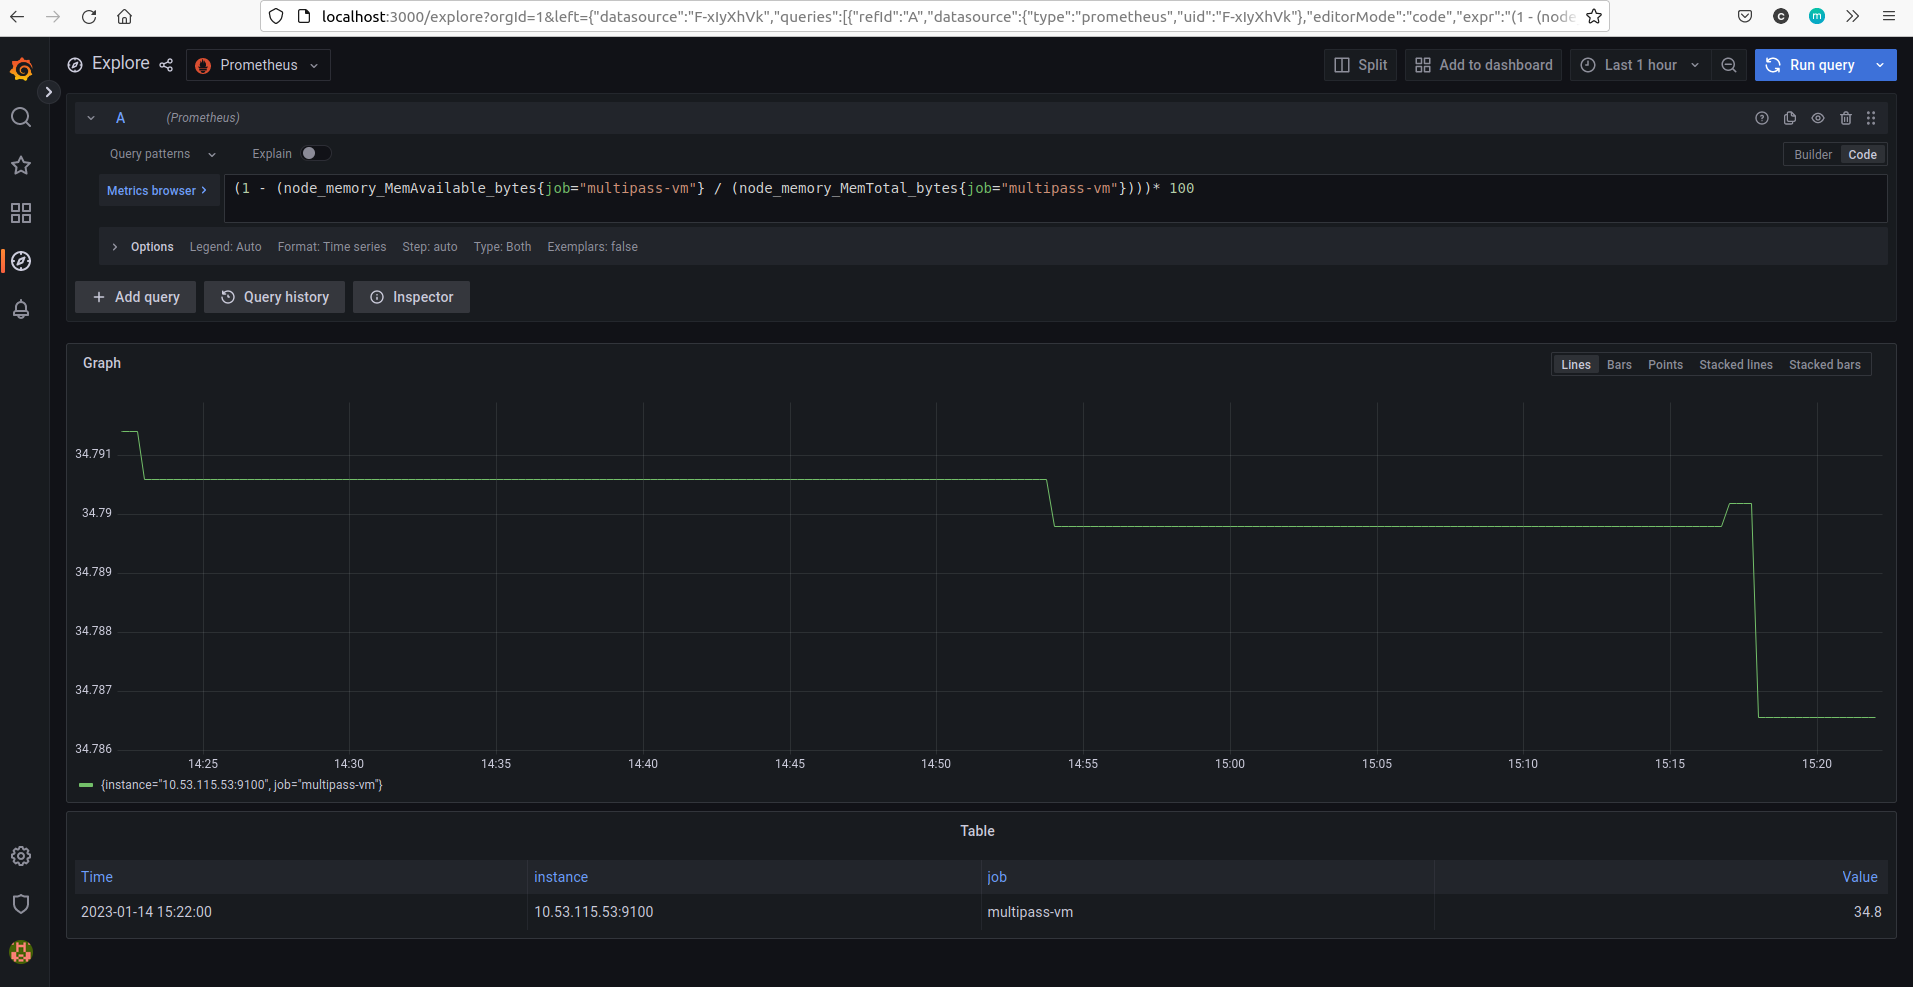 localhost:3000/explore?orgId=1&left={"datasource":"F-xIyXhVk","queries":[{"refId":"A","datasource":{"type":"prometheus","uid":"F-xIyXhVk"},"editorMode":"code","expr":"(1 - (node
Explore Prometheus Split Add to dashboard Last 1 hour Run query
A (Prometheus)
Query patterns Explain Builder Code
Metrics browser > (1 - (node_memory_MemAvailable_bytes{job="multipass-vm"} / (node_memory_MemTotal_bytes{job="multipass-vm"})))* 100
> Options Legend: Auto Format: Time series Step: auto Type: Both Exemplars: false
+ Add query Query history Inspector
Graph Lines Bars Points Stacked lines Stacked bars
34.791
34.79
34.789
34.788
34.787
34.786
14:25 14:30 14:35 14:40 14:45 14:50 14:55 15:00 15:05 15:10 15:15 15:20
{instance="10.53.115.53:9100", job="multipass-vm"}
Table
Time instance job Value
2023-01-14 15:22:00 10.53.115.53:9100 multipass-vm 34.8